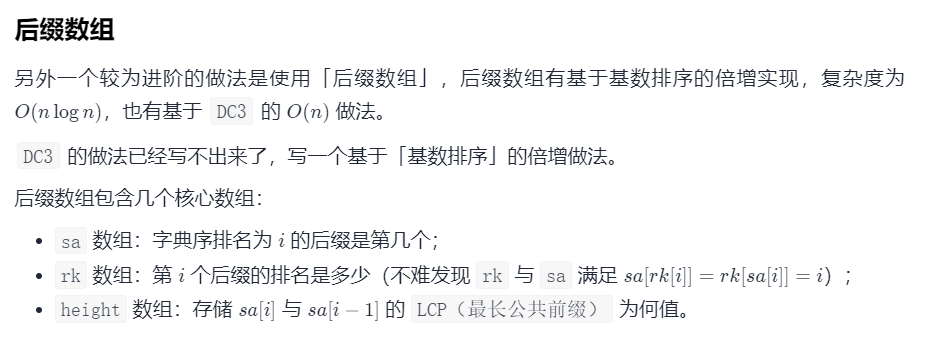 后缀数组
另外一个较为进阶的做法是使用「后缀数组」，后缀数组有基于基数排序的倍增实现，复杂度为
O(n log n)，也有基于 DC3 的 O(n) 做法。
DC3 的做法已经写不出来了，写一个基于「基数排序」的倍增做法。
后缀数组包含几个核心数组：
• sa 数组：字典序排名为 i 的后缀是第几个；
• rk 数组：第 i 个后缀的排名是多少（不难发现 rk 与 sa 满足 sa[rk[i]] = rk[sa[i]] = i）；
• height 数组：存储 sa[i] 与 sa[i − 1] 的 LCP（最长公共前缀） 为何值。